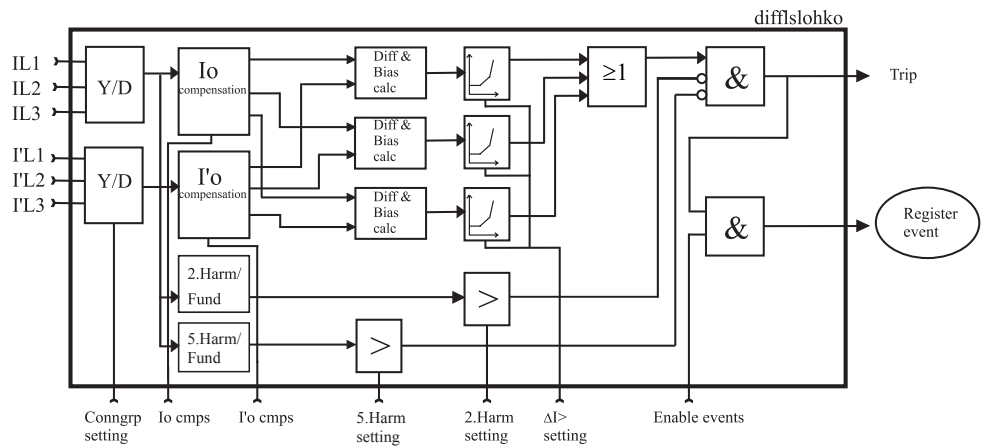 difflslohko
IL1
IL2
IL3
Y/D
Io
compensation
Diff &
Bias
calc
≥1
&
Trip
Diff &
Bias
calc
I'L1
I'L2
I'L3
Y/D
I'o
compensation
Diff &
Bias
calc
&
Register
event
2.Harm/
Fund
>
5.Harm/
Fund
>
Conngrp
setting
Io cmps
I'o cmps
5.Harm
setting
2.Harm
setting
ΔI>
setting
Enable events